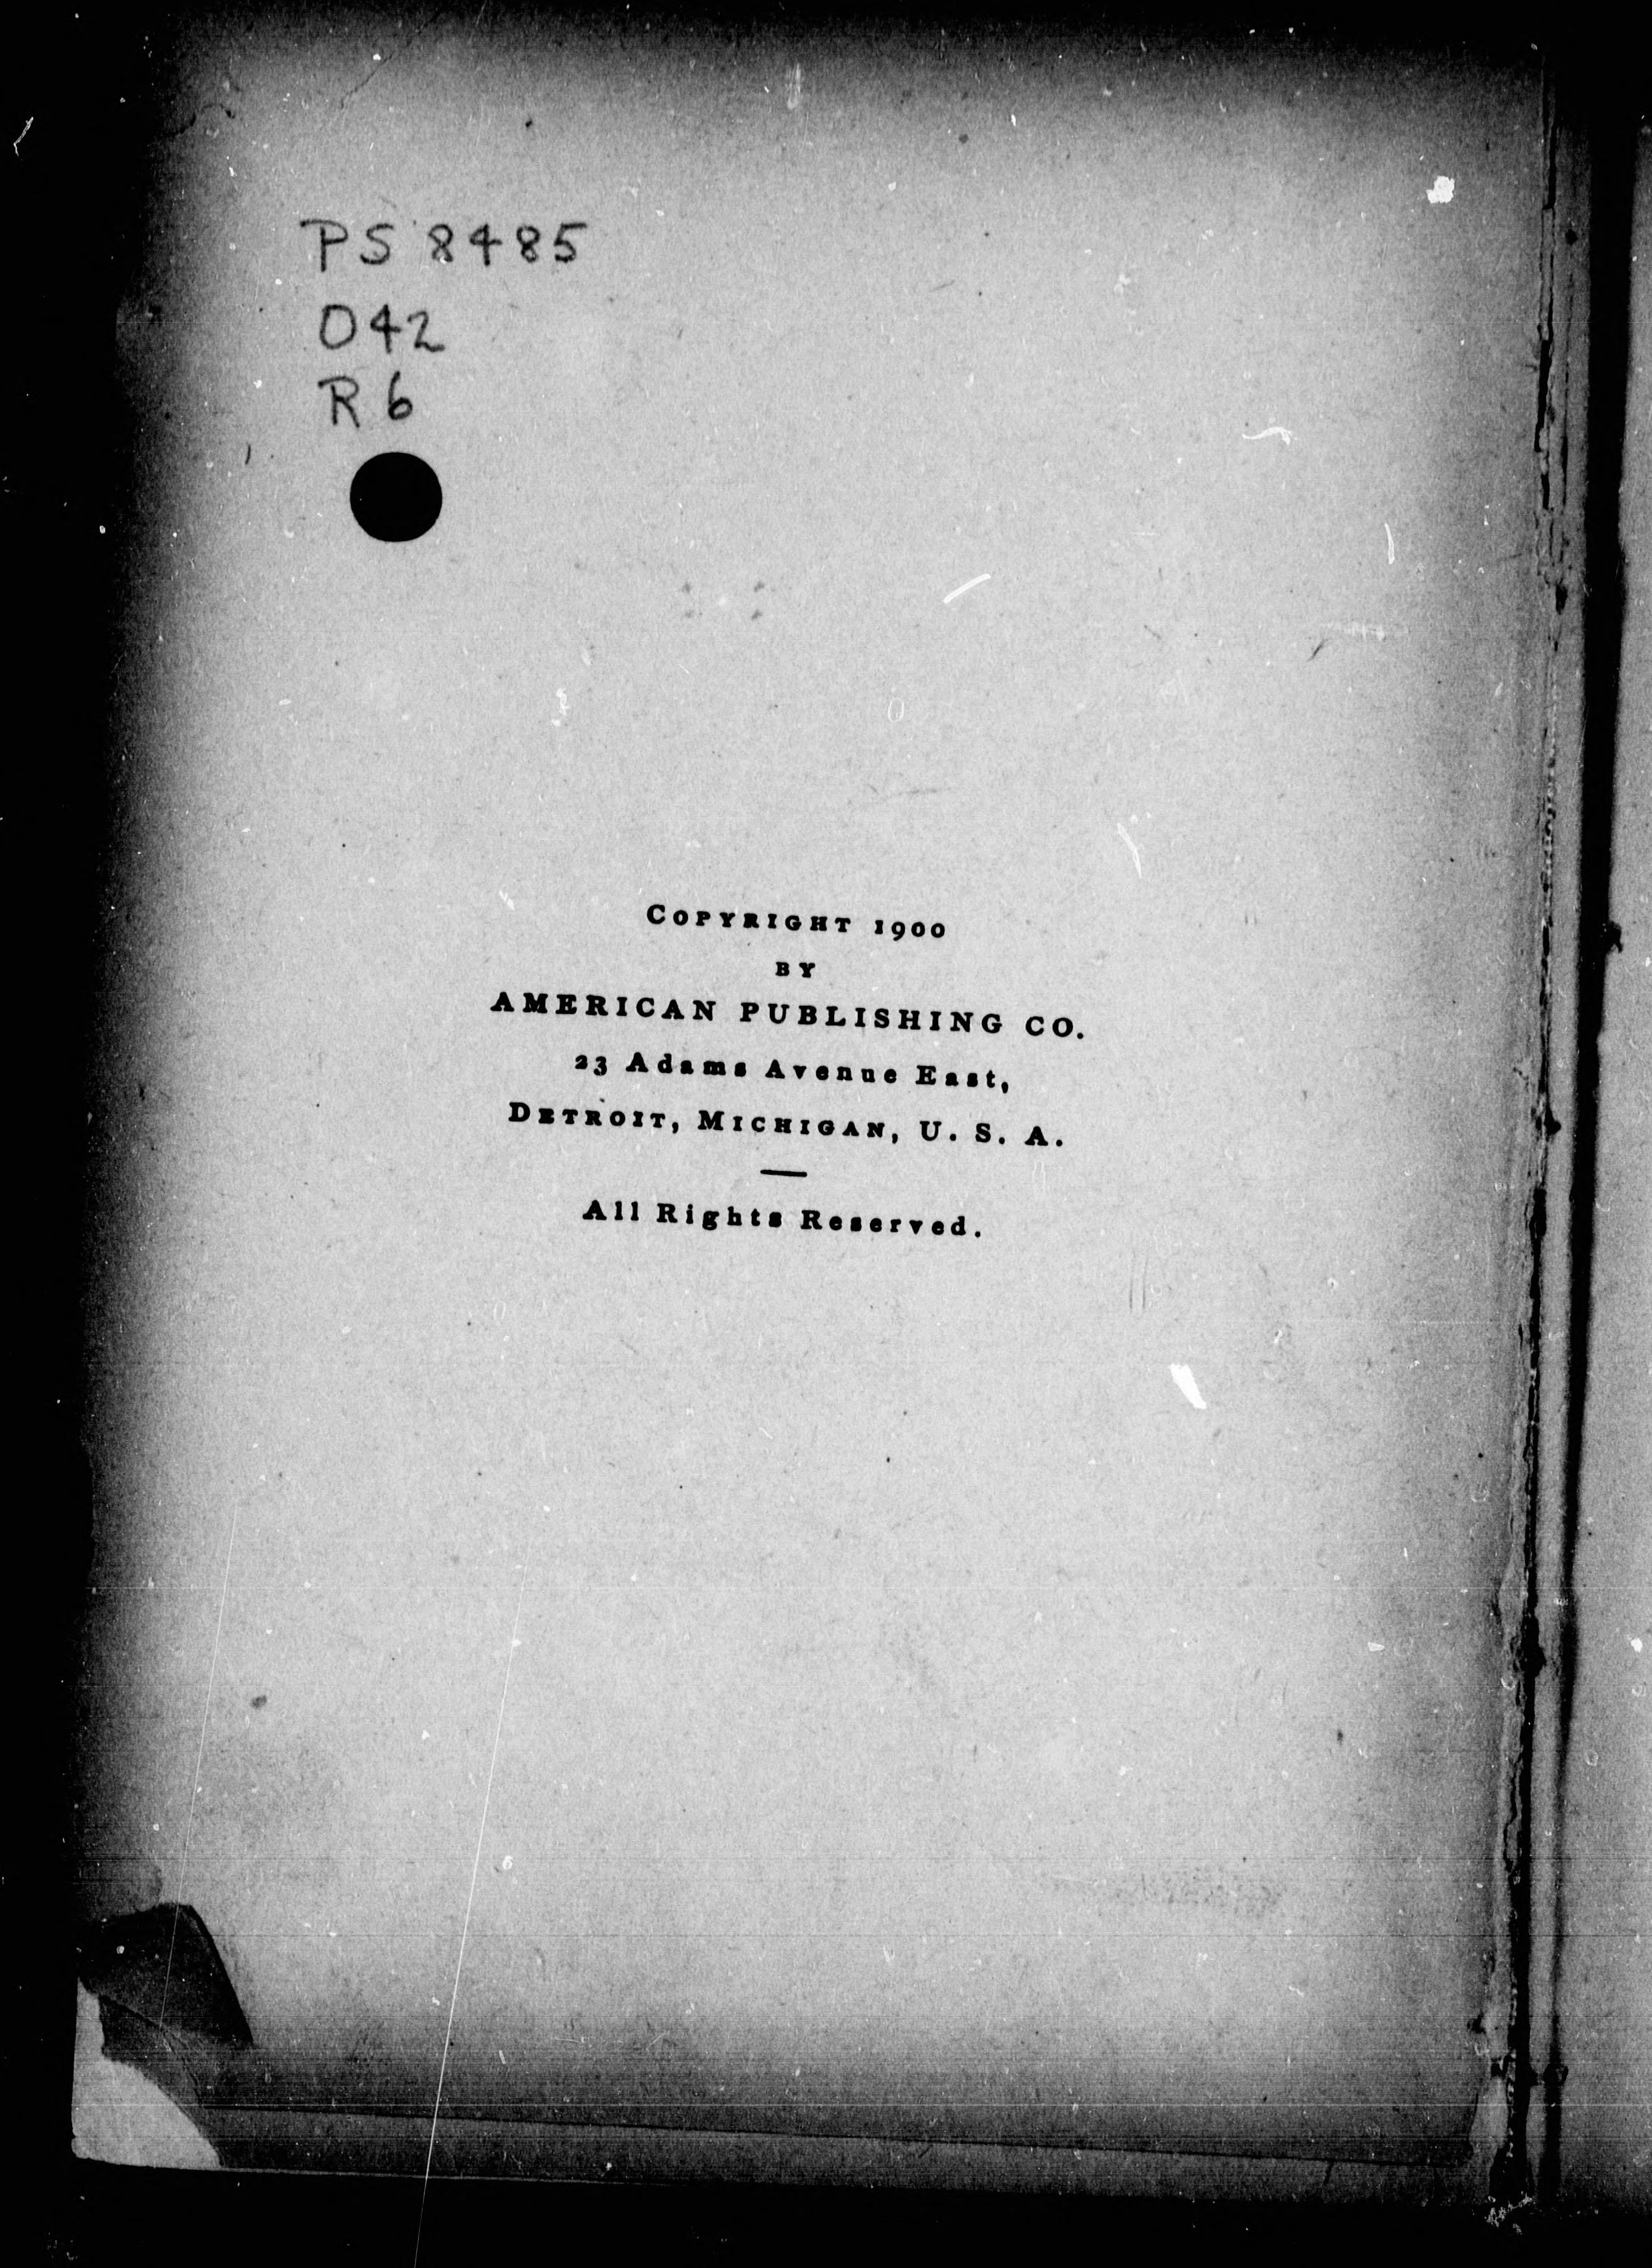 PS 8485
O42
R6
COPYRIGHT 1900
BY
AMERICAN PUBLISHING CO.
23 Adams Avenue East,
DETROIT, MICHIGAN, U. S. A.
All Rights Reserved.